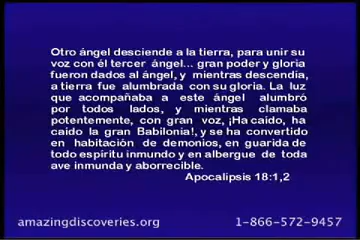 Otro ángel desciende a la tierra, para unir su
voz con él tercer ángel... gran poder y gloria
fueron dados al ángel, y mientras descendía,
a tierra fue alumbrada con su gloria. La luz
que acompañaba a este ángel alumbró
por todos lados, y mientras clamaba
potentemente, con gran voz, ¡Ha caído, ha
caído la gran Babilonía!, y se ha convertido
en habitación de demonios, en guarida de
todo espíritu inmundo y en albergue de toda
ave inmunda y aborrecible.
Apocalipsis 18:1,2
amazingdiscoveries.org 1-866-572-9457